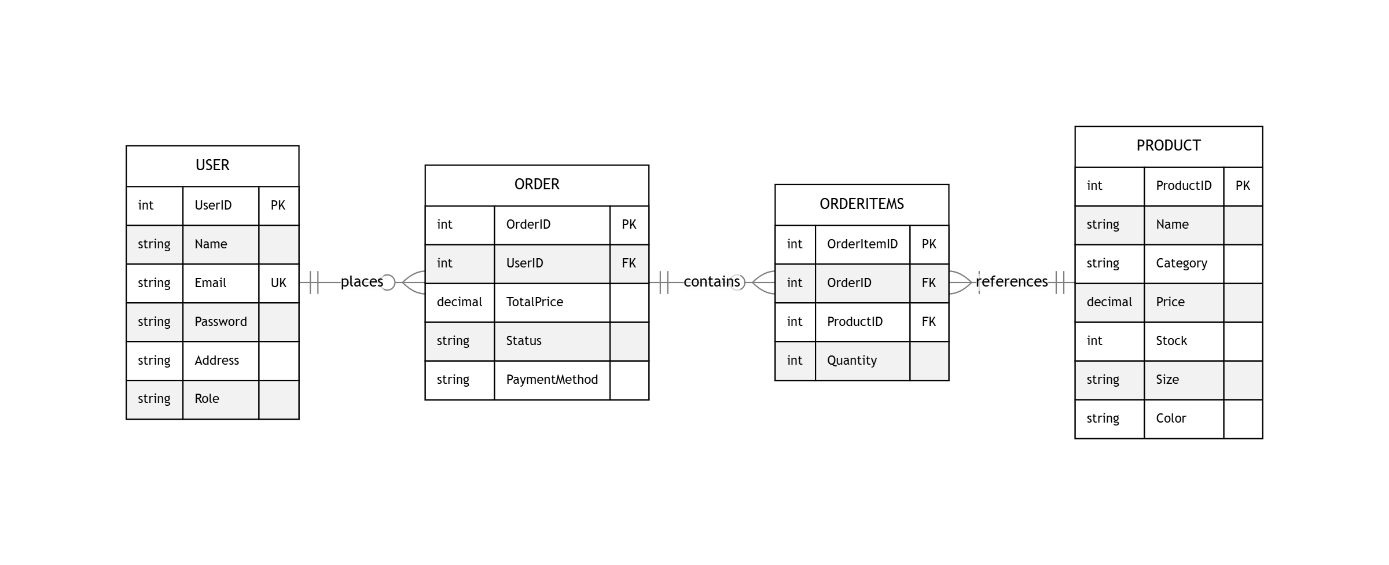 USER
int UserID PK
string Name
string Email UK
string Password
string Address
string Role
places
ORDER
int OrderID PK
int UserID FK
decimal TotalPrice
string Status
string PaymentMethod
contains
ORDERITEMS
int OrderItemID PK
int OrderID FK
int ProductID FK
int Quantity
references
PRODUCT
int ProductID PK
string Name
string Category
decimal Price
int Stock
string Size
string Color